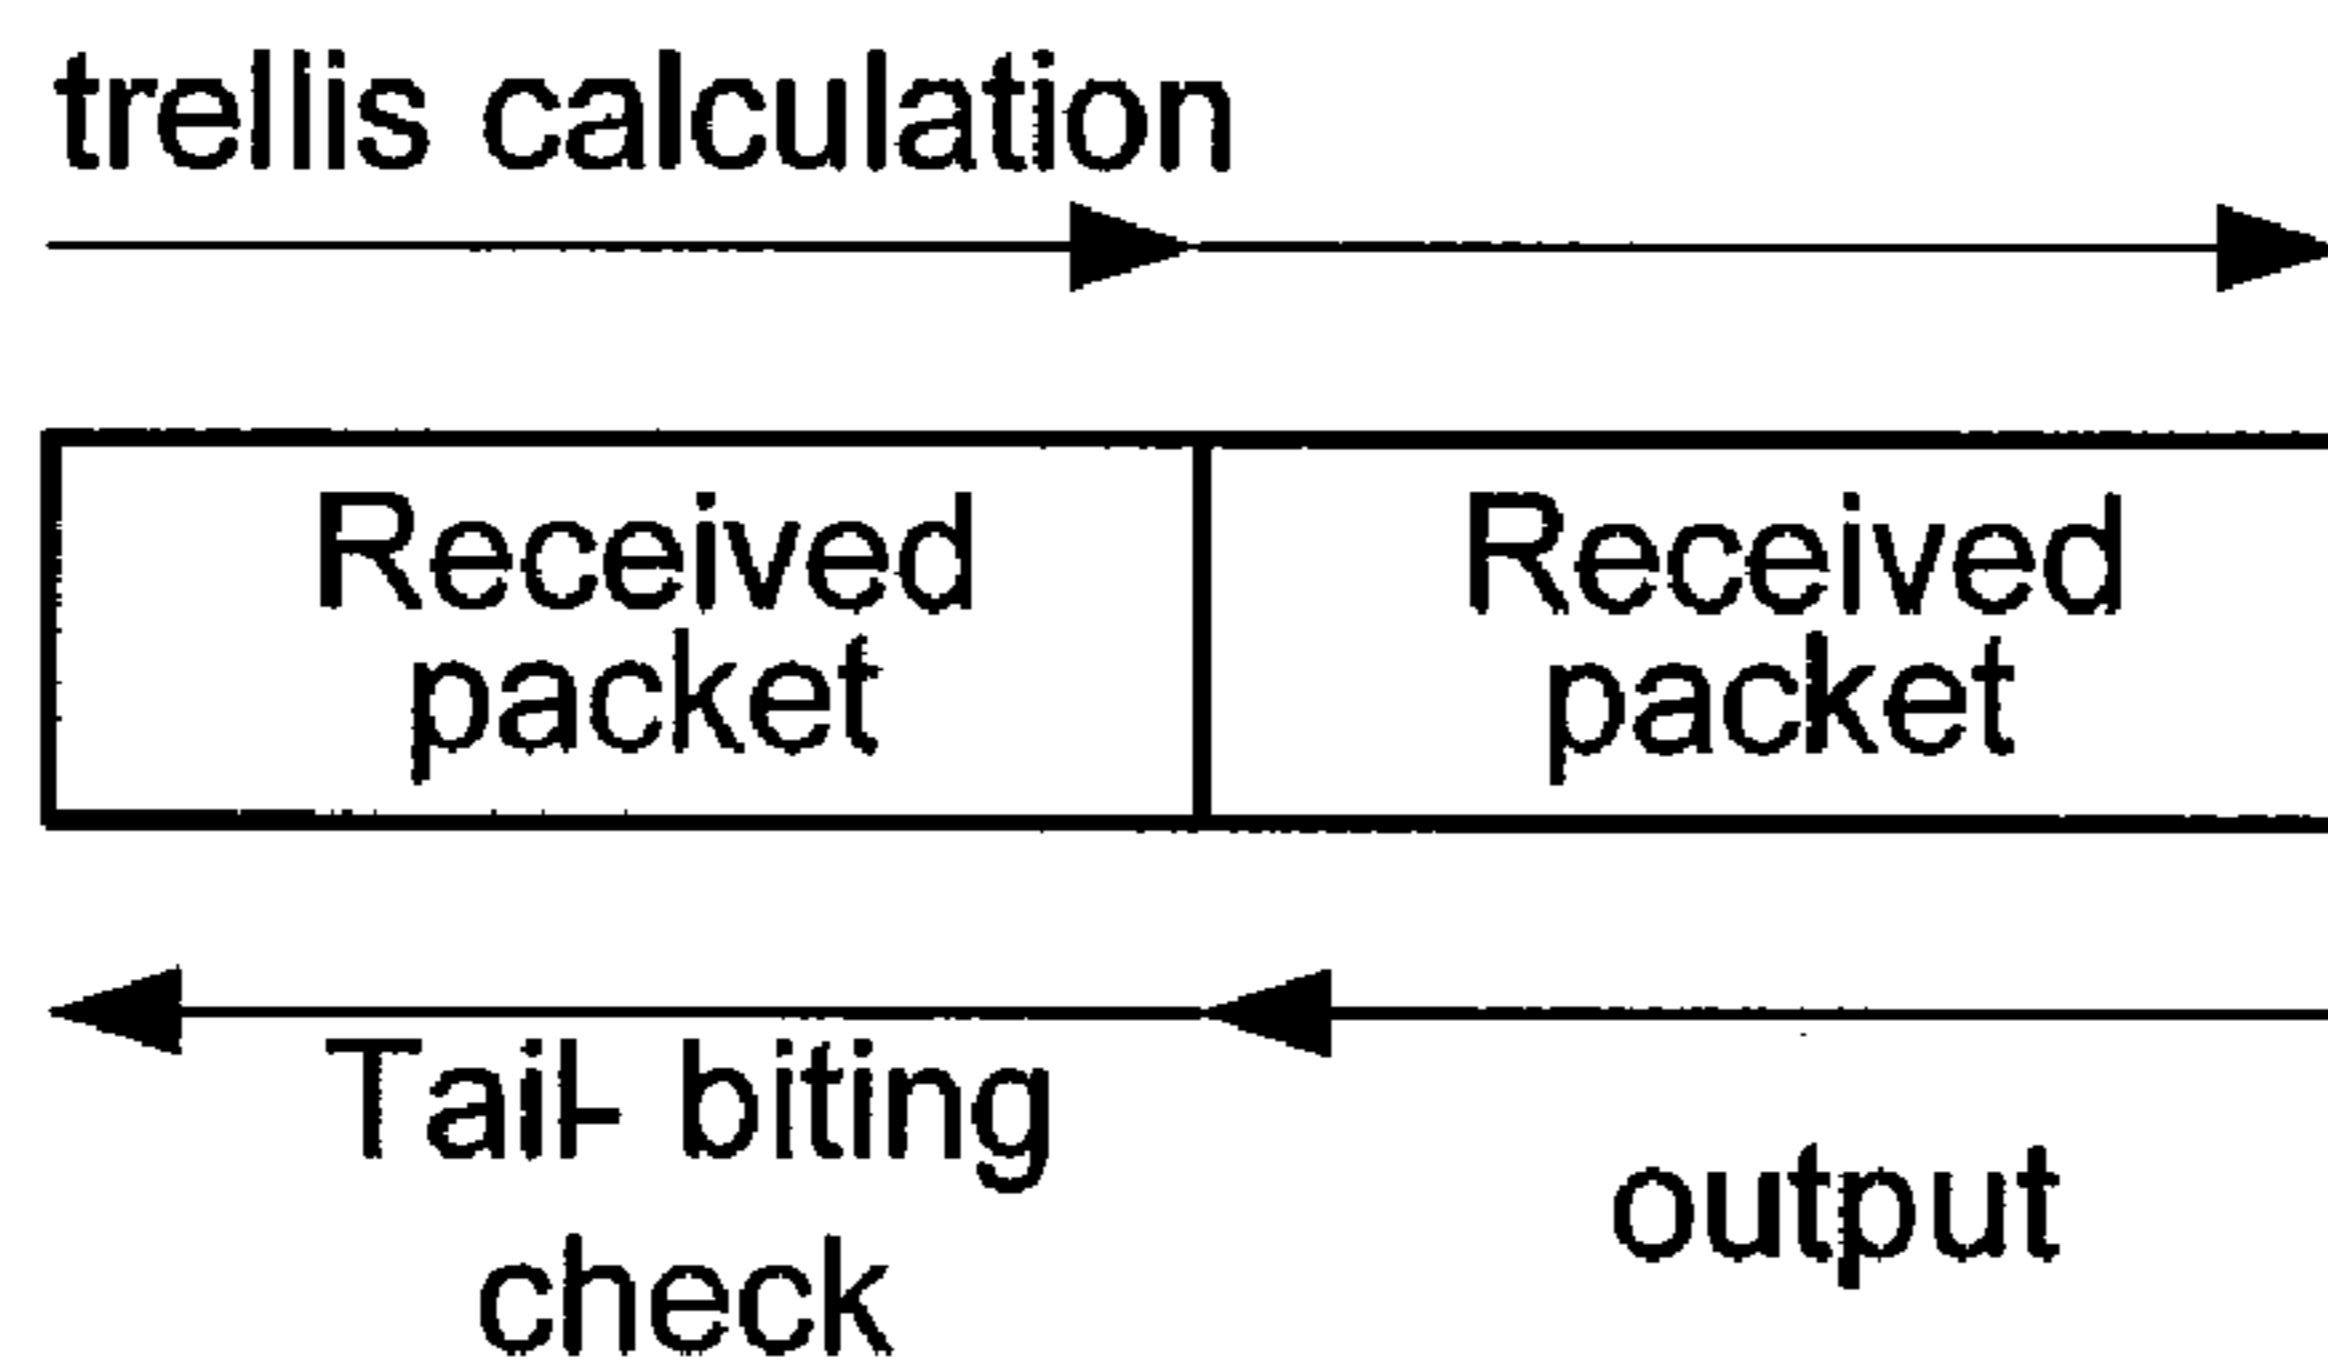 trellis calculation
Received
packet
Received
packet
Tail- biting
check
output